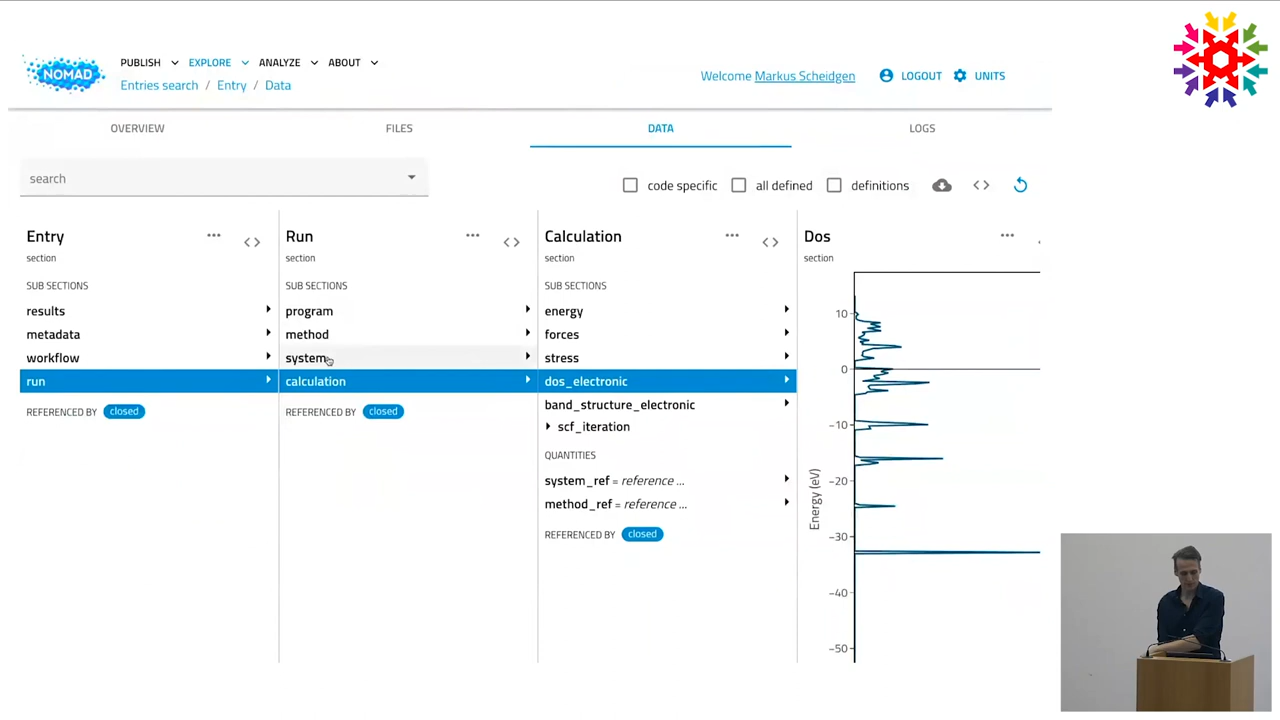 NOMAD
PUBLISH EXPLORE ANALYZE ABOUT
Entries search / Entry / Data
Welcome Markus Scheidgen LOGOUT UNITS
OVERVIEW FILES DATA LOGS
search
code specific all defined definitions <>
Entry ... <>
section
SUB SECTIONS
results
metadata
workflow
run
REFERENCED BY closed
Run ... <>
section
SUB SECTIONS
program
method
system
calculation
REFERENCED BY closed
Calculation ... <>
section
SUB SECTIONS
energy
forces
stress
dos_electronic
band_structure_electronic
scf_iteration
QUANTITIES
system_ref = reference ...
method_ref = reference ...
REFERENCED BY closed
Dos ...
section
Energy (eV)
10
0
−10
−20
−30
−40
−50